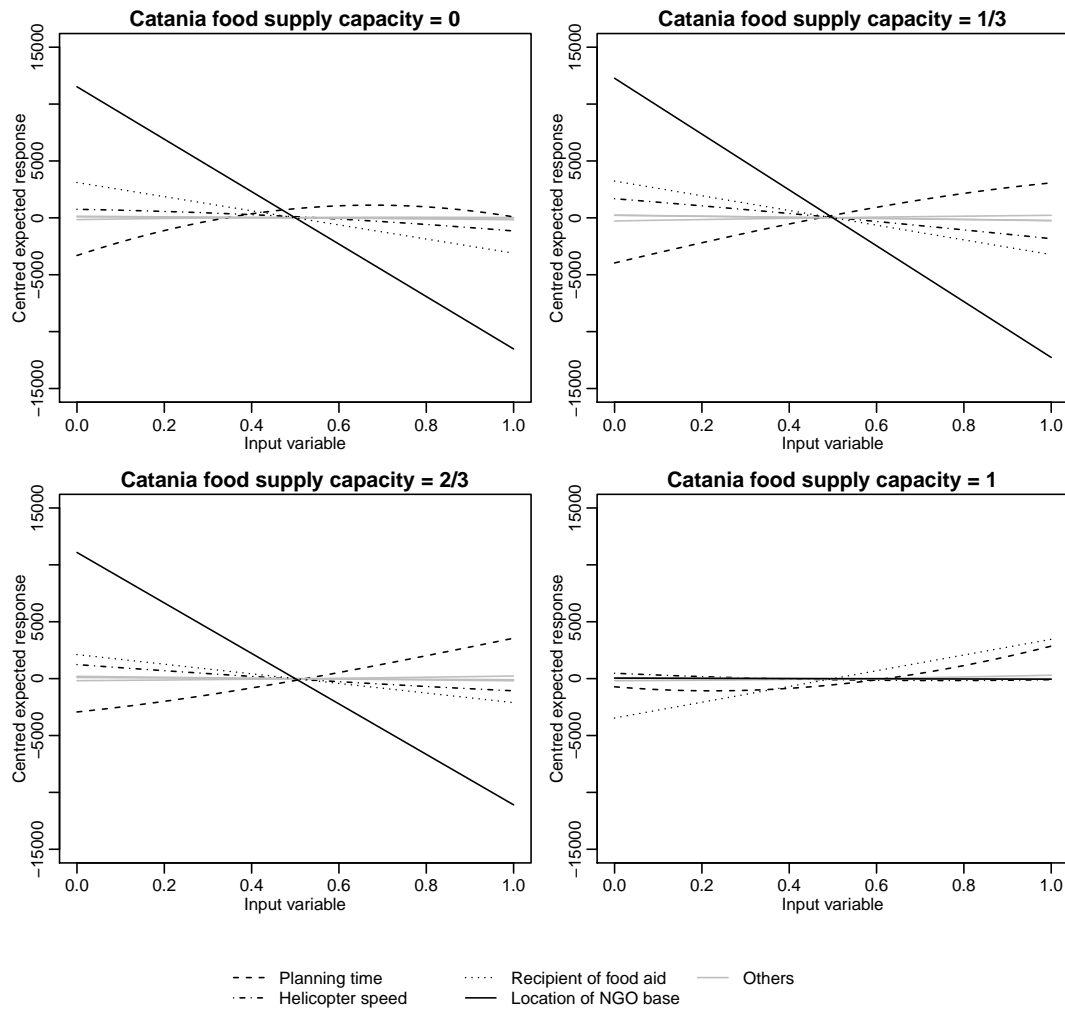 Catania food supply capacity = 0
Centred expected response
15000
5000
0
−5000
−15000
0.0 0.2 0.4 0.6 0.8 1.0
Input variable
Catania food supply capacity = 1/3
Centred expected response
15000
5000
0
−5000
−15000
0.0 0.2 0.4 0.6 0.8 1.0
Input variable
Catania food supply capacity = 2/3
Centred expected response
15000
5000
0
−5000
−15000
0.0 0.2 0.4 0.6 0.8 1.0
Input variable
Catania food supply capacity = 1
Centred expected response
15000
5000
0
−5000
−15000
0.0 0.2 0.4 0.6 0.8 1.0
Input variable
Planning time
Helicopter speed
Recipient of food aid
Location of NGO base
Others